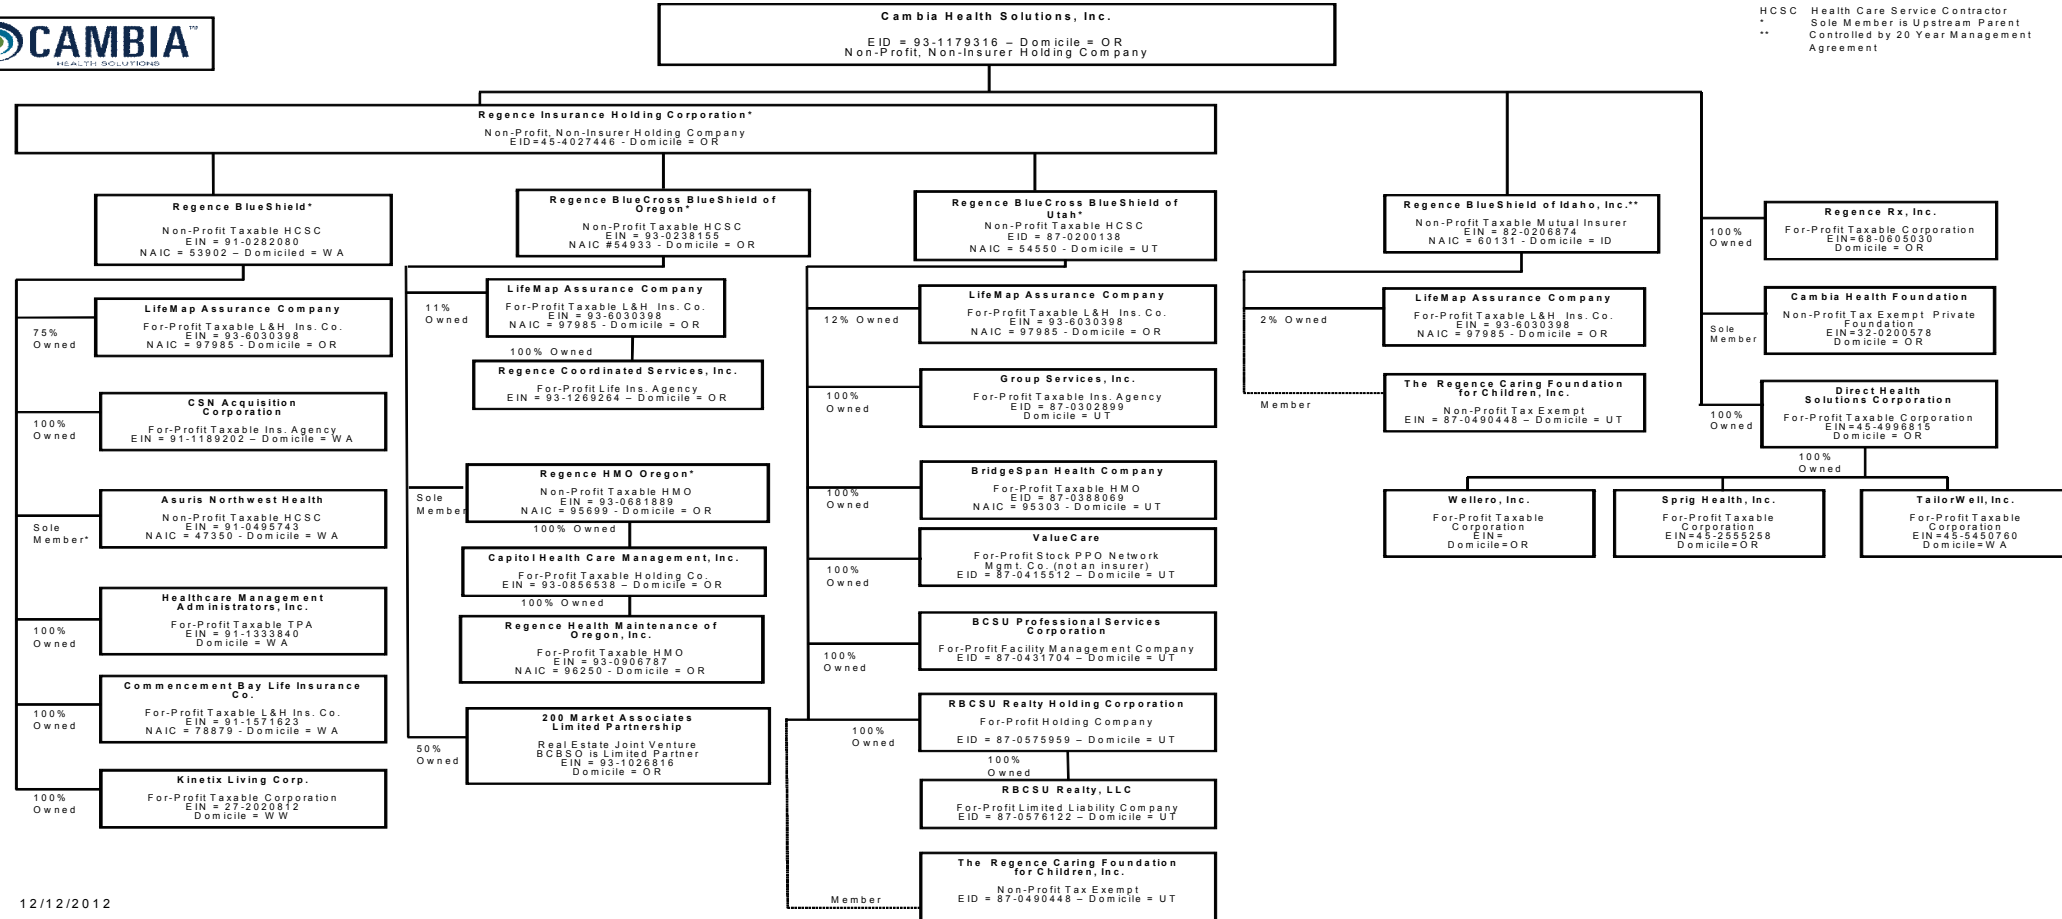 CAMBIA™
HEALTH SOLUTIONS
Cambia Health Solutions, Inc.
EID = 93-1179316 – Domicile = OR
Non-Profit, Non-Insurer Holding Company
HCSC Health Care Service Contractor
* Sole Member is Upstream Parent
** Controlled by 20 Year Management
Agreement
Regence Insurance Holding Corporation*
Non-Profit, Non-Insurer Holding Company
EID=45-4027446 - Domicile = OR
Regence BlueShield*
Non-Profit Taxable HCSC
EIN = 91-0282080
NAIC = 53902 – Domiciled = WA
75%
Owned
LifeMap Assurance Company
For-Profit Taxable L&H Ins. Co.
EIN = 93-6030398
NAIC = 97985 - Domicile = OR
100%
Owned
CSN Acquisition
Corporation
For-Profit Taxable Ins. Agency
EIN = 91-1189202 – Domicile = WA
Sole
Member*
Asuris Northwest Health
Non-Profit Taxable HCSC
EIN = 91-0495743
NAIC = 47350 - Domicile = WA
100%
Owned
Healthcare Management
Administrators, Inc.
For-Profit Taxable TPA
EIN = 91-1333840
Domicile = WA
100%
Owned
Commencement Bay Life Insurance
Co.
For-Profit Taxable L&H Ins. Co.
EIN = 91-1571623
NAIC = 78879 - Domicile = WA
100%
Owned
Kinetix Living Corp.
For-Profit Taxable Corporation
EIN = 27-2020812
Domicile = WW
Regence BlueCross BlueShield of
Oregon*
Non-Profit Taxable HCSC
EIN = 93-0238155
NAIC #54933 - Domicile = OR
11%
Owned
LifeMap Assurance Company
For-Profit Taxable L&H Ins. Co.
EIN = 93-6030398
NAIC = 97985 - Domicile = OR
100% Owned
Regence Coordinated Services, Inc.
For-Profit Life Ins. Agency
EIN = 93-1269264 – Domicile = OR
Sole
Member
Regence HMO Oregon*
Non-Profit Taxable HMO
EIN = 93-0681889
NAIC = 95699 - Domicile = OR
100% Owned
Capitol Health Care Management, Inc.
For-Profit Taxable Holding Co.
EIN = 93-0856538 – Domicile = OR
100% Owned
Regence Health Maintenance of
Oregon, Inc.
For-Profit Taxable HMO
EIN = 93-0906787
NAIC = 96250 - Domicile = OR
50%
Owned
200 Market Associates
Limited Partnership
Real Estate Joint Venture
BCBSO is Limited Partner
EIN = 93-1026816
Domicile = OR
Regence BlueCross BlueShield of
Utah*
Non-Profit Taxable HCSC
EID = 87-0200138
NAIC = 54550 - Domicile = UT
12% Owned
LifeMap Assurance Company
For-Profit Taxable L&H Ins. Co.
EIN = 93-6030398
NAIC = 97985 - Domicile = OR
100%
Owned
Group Services, Inc.
For-Profit Taxable Ins. Agency
EID = 87-0302899
Domicile = UT
100%
Owned
BridgeSpan Health Company
For-Profit Taxable HMO
EID = 87-0388069
NAIC = 95303 - Domicile = UT
100%
Owned
ValueCare
For-Profit Stock PPO Network
Mgmt. Co. (not an insurer)
EID = 87-0415512 – Domicile = UT
100%
Owned
BCSU Professional Services
Corporation
For-Profit Facility Management Company
EID = 87-0431704 – Domicile = UT
100%
Owned
RBCSU Realty Holding Corporation
For-Profit Holding Company
EID = 87-0575959 – Domicile = UT
100%
Owned
RBCSU Realty, LLC
For-Profit Limited Liability Company
EID = 87-0576122 – Domicile = UT
Member
The Regence Caring Foundation
for Children, Inc.
Non-Profit Tax Exempt
EID = 87-0490448 – Domicile = UT
Regence BlueShield of Idaho, Inc.**
Non-Profit Taxable Mutual Insurer
EIN = 82-0206874
NAIC = 60131 - Domicile = ID
2% Owned
LifeMap Assurance Company
For-Profit Taxable L&H Ins. Co.
EIN = 93-6030398
NAIC = 97985 - Domicile = OR
Member
The Regence Caring Foundation
for Children, Inc.
Non-Profit Tax Exempt
EIN = 87-0490448 – Domicile = UT
100%
Owned
Regence Rx, Inc.
For-Profit Taxable Corporation
EIN=68-0605030
Domicile = OR
Sole
Member
Cambia Health Foundation
Non-Profit Tax Exempt Private
Foundation
EIN=32-0200578
Domicile = OR
100%
Owned
Direct Health
Solutions Corporation
For-Profit Taxable Corporation
EIN=45-4996815
Domicile = OR
100%
Owned
Wellero, Inc.
For-Profit Taxable
Corporation
EIN=
Domicile=OR
Sprig Health, Inc.
For-Profit Taxable
Corporation
EIN=45-2555258
Domicile=OR
TailorWell, Inc.
For-Profit Taxable
Corporation
EIN=45-5450760
Domicile=WA
12/12/2012